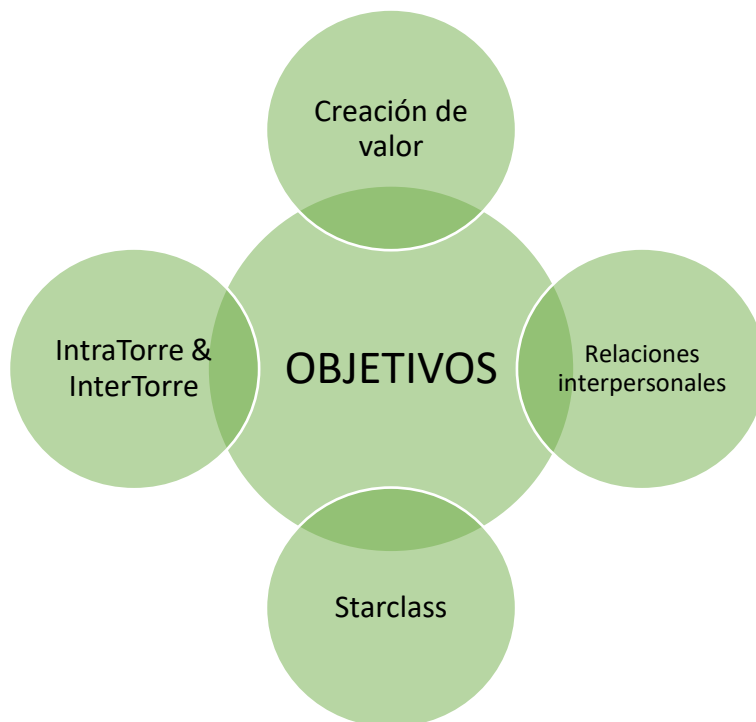 Creación de
valor
IntraTorre &
InterTorre
OBJETIVOS
Relaciones
interpersonales
Starclass